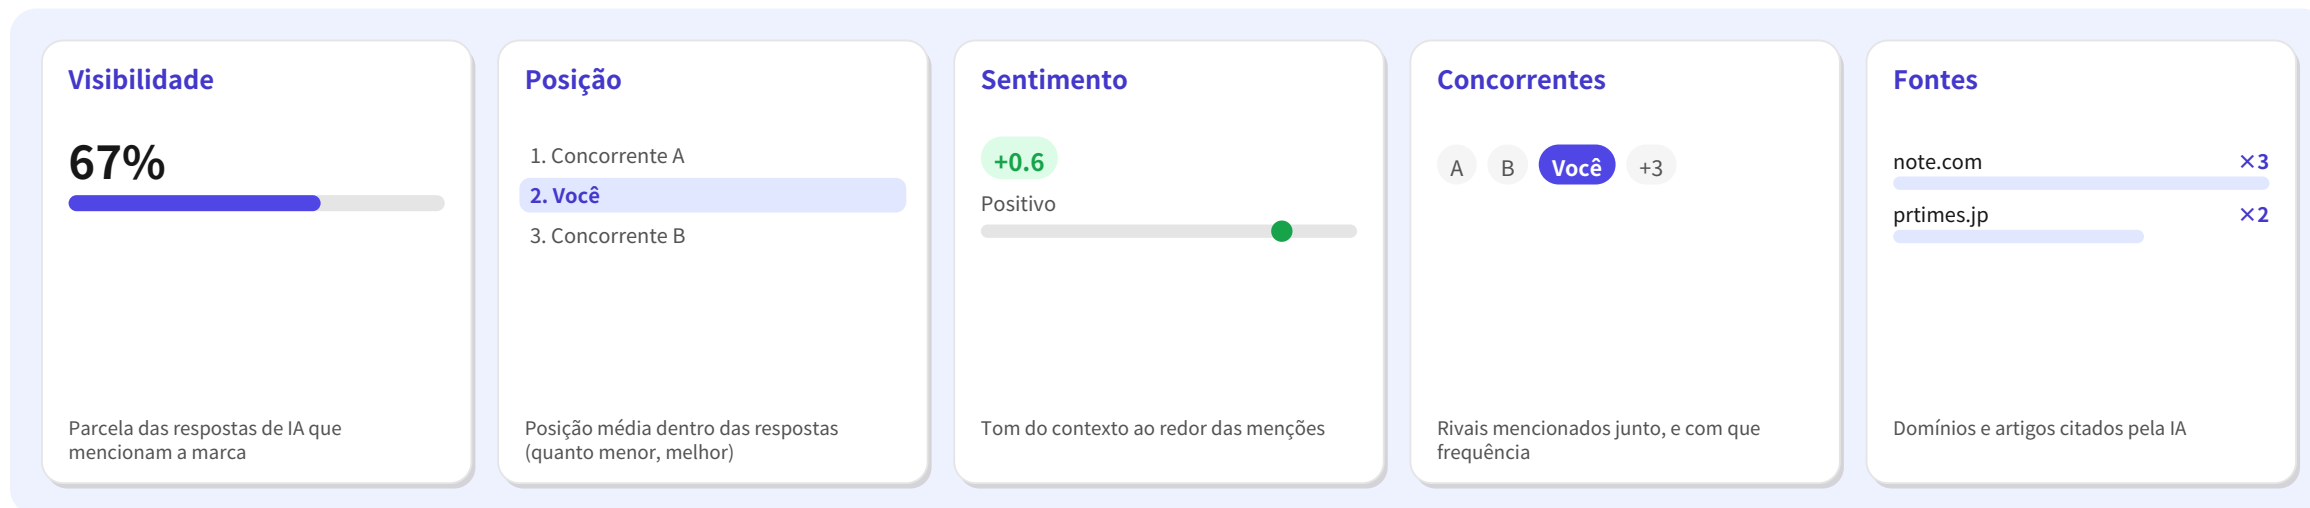 Visibilidade
67%
Parcela das respostas de IA que
mencionam a marca
Posição
1. Concorrente A
2. Você
3. Concorrente B
Posição média dentro das respostas
(quanto menor, melhor)
Sentimento
+0.6
Positivo
Tom do contexto ao redor das menções
Concorrentes
A B Você +3
Rivais mencionados junto, e com que
frequência
Fontes
note.com ×3
prtimes.jp ×2
Domínios e artigos citados pela IA